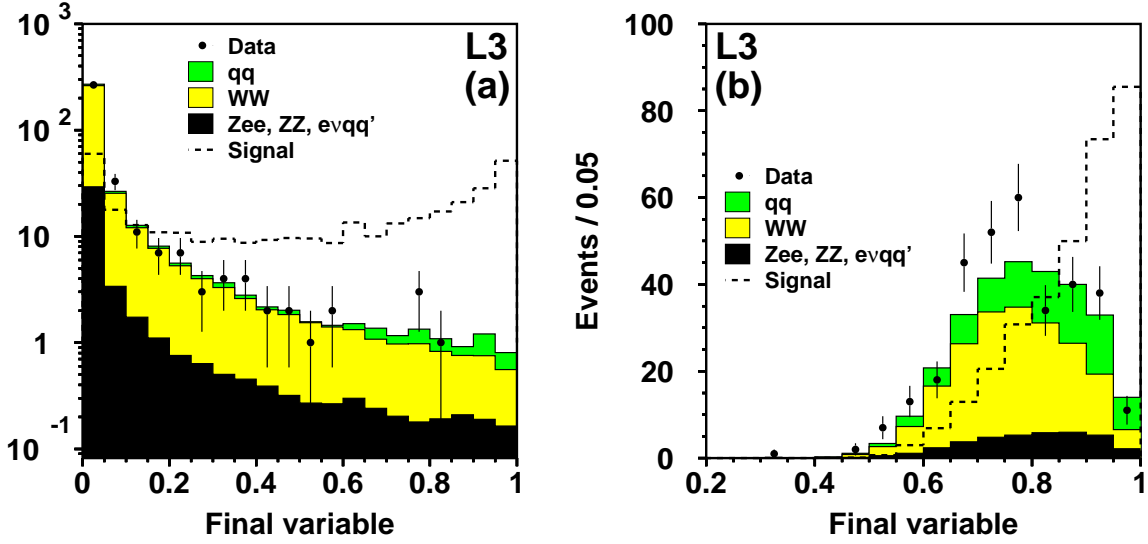 L3
(a)
Data
qq
WW
Zee, ZZ, eνqq’
Signal
10 3
10 2
10
1
10 -1
0 0.2 0.4 0.6 0.8 1
Final variable
L3
(b)
Data
qq
WW
Zee, ZZ, eνqq’
Signal
Events / 0.05
100
80
60
40
20
0
0.2 0.4 0.6 0.8 1
Final variable